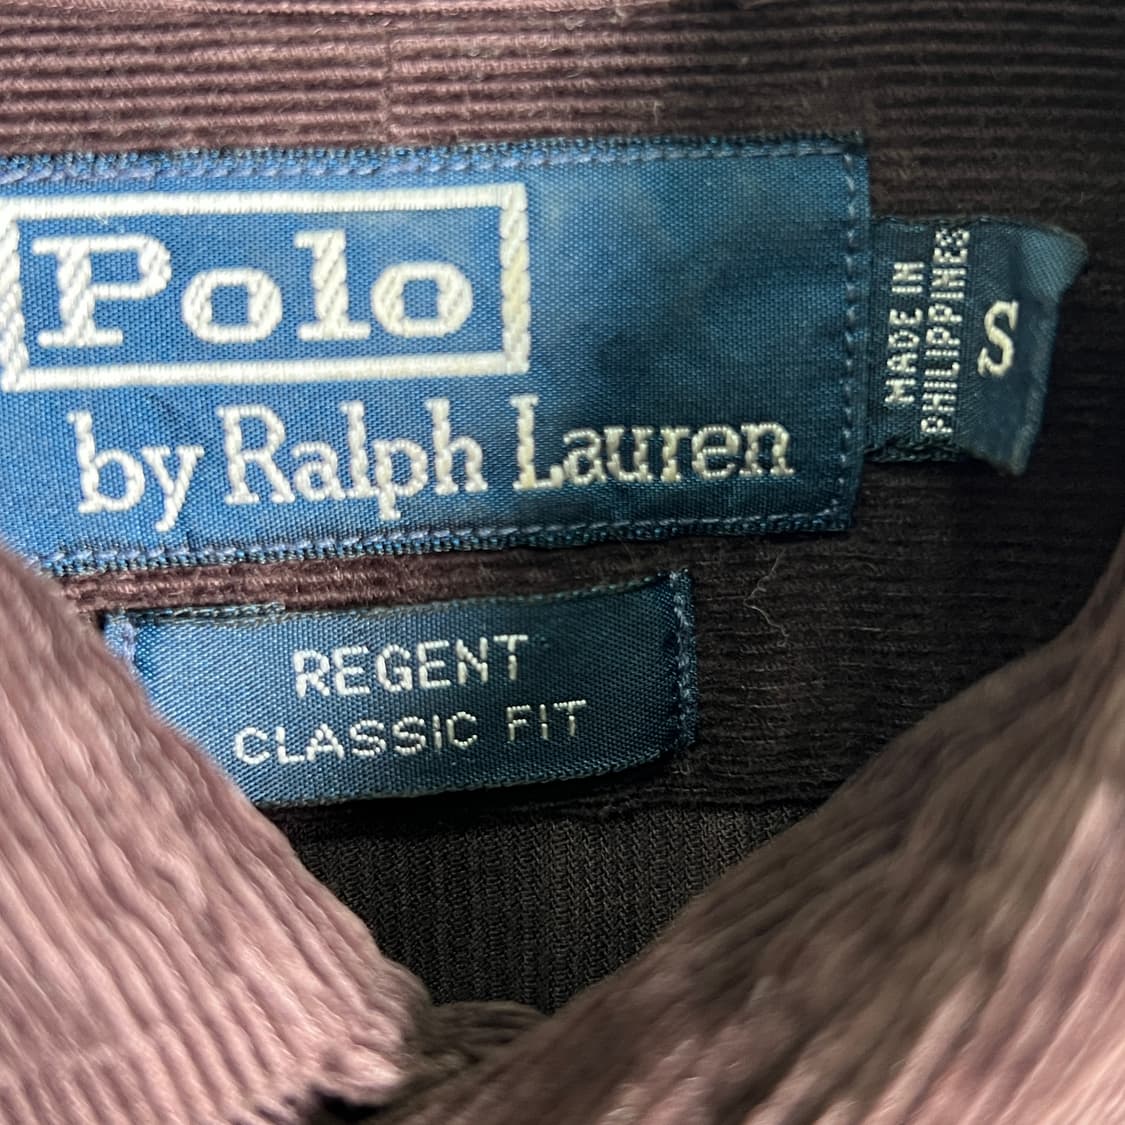 Polo
by Ralph Lauren
MADE IN
PHILIPPINES
S
REGENT
CLASSIC FIT